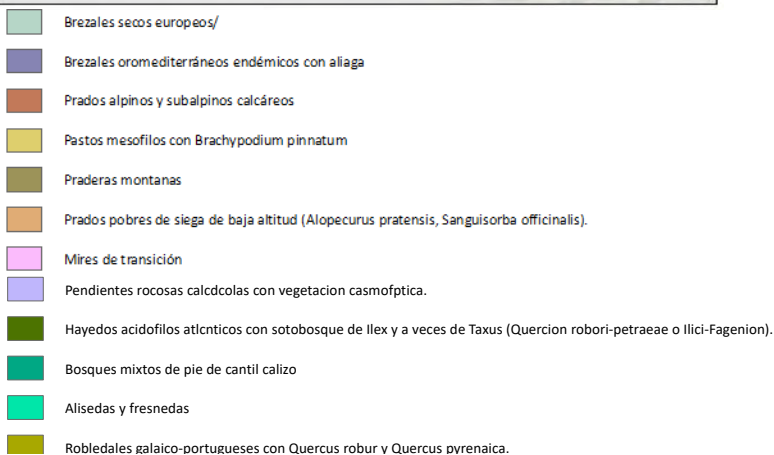 Brezales secos europeos/
Brezales oromediterráneos endémicos con aliaga
Prados alpinos y subalpinos calcáreos
Pastos mesofilos con Brachypodium pinnatum
Praderas montanas
Prados pobres de siega de baja altitud (Alopecurus pratensis, Sanguisorba officinalis).
Mires de transición
Pendientes rocosas calcdcolas con vegetacion casmofptica.
Hayedos acidofilos atlcnticos con sotobosque de Ilex y a veces de Taxus (Quercion robori-petraeae o Ilici-Fagenion).
Bosques mixtos de pie de cantil calizo
Alisedas y fresnedas
Robledales galaico-portugueses con Quercus robur y Quercus pyrenaica.